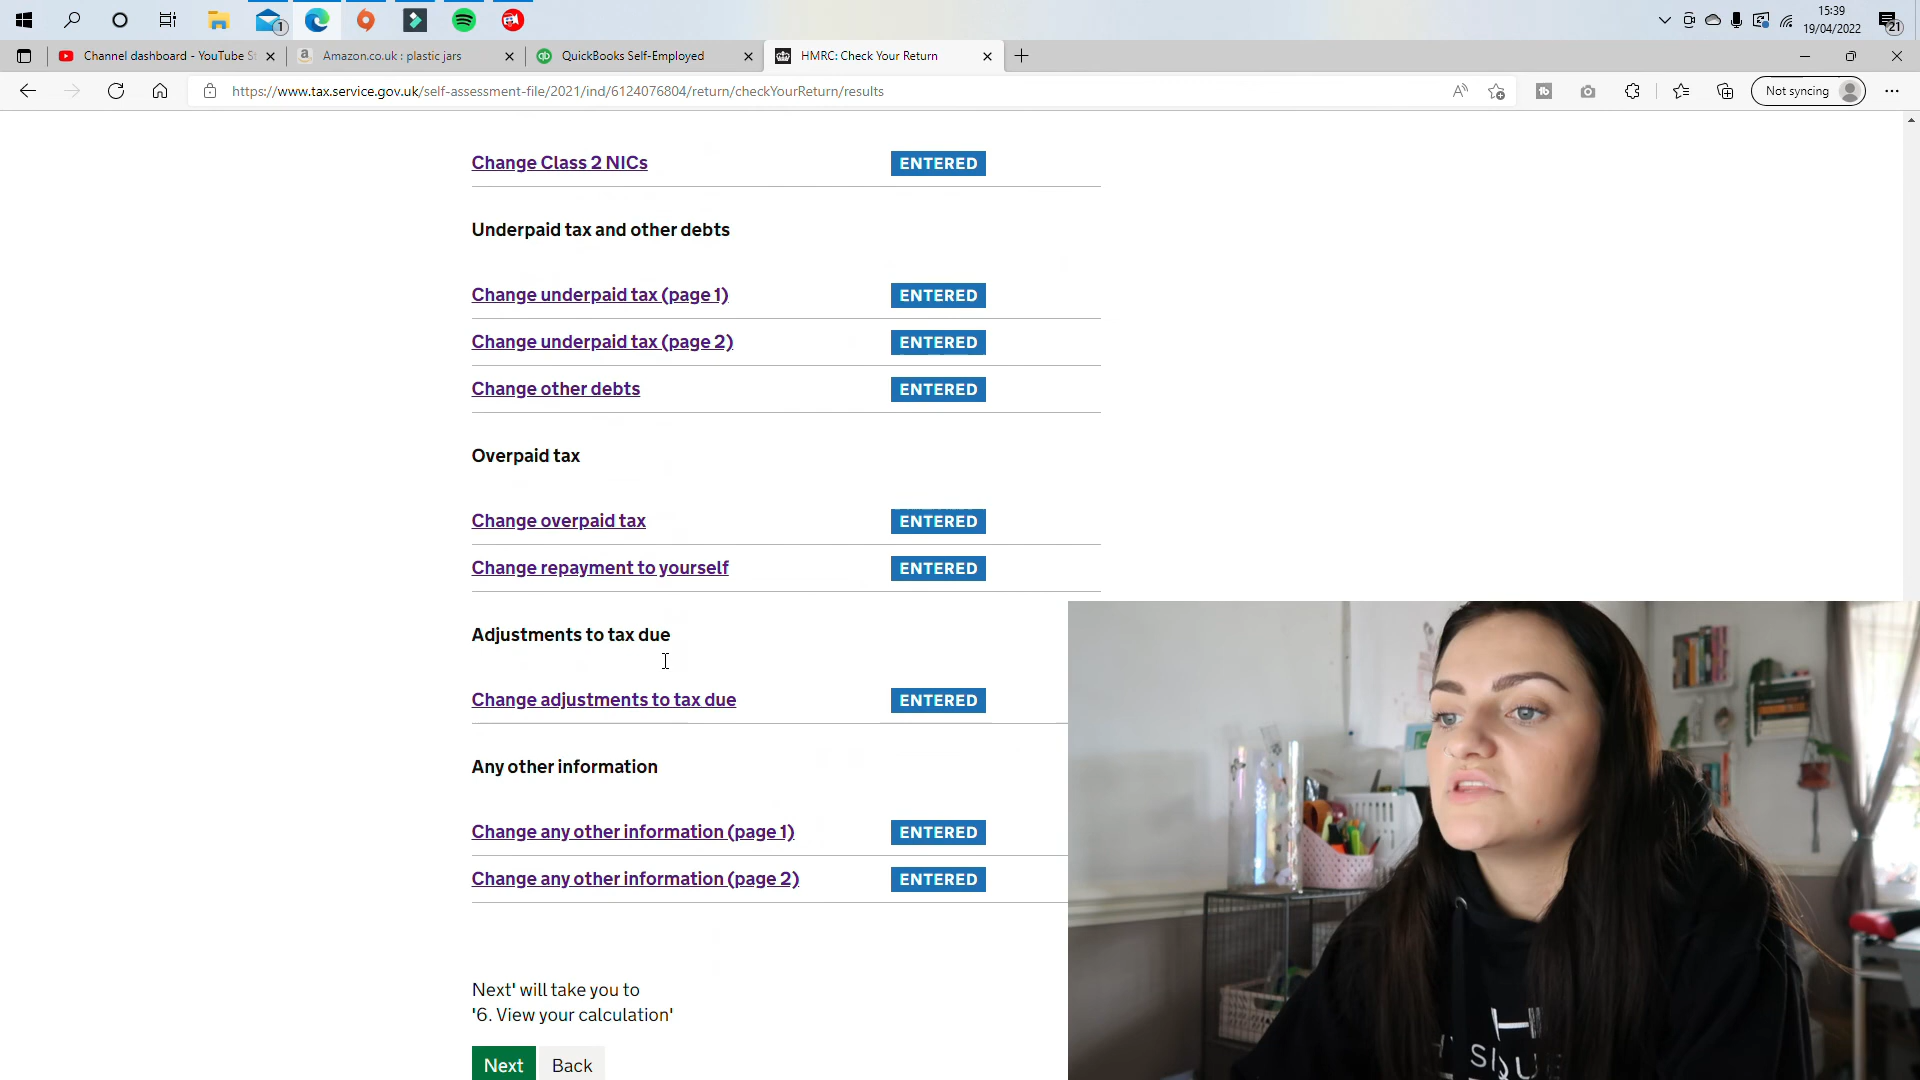 1
15:39
19/04/2022
21
Channel dashboard - YouTube St
Amazon.co.uk : plastic jars
QuickBooks Self-Employed
HMRC: Check Your Return
https://www.tax.service.gov.uk/self-assessment-file/2021/ind/6124076804/return/checkYourReturn/results
Not syncing
Change Class 2 NICs ENTERED
Underpaid tax and other debts
Change underpaid tax (page 1) ENTERED
Change underpaid tax (page 2) ENTERED
Change other debts ENTERED
Overpaid tax
Change overpaid tax ENTERED
Change repayment to yourself ENTERED
Adjustments to tax due
Change adjustments to tax due ENTERED
Any other information
Change any other information (page 1) ENTERED
Change any other information (page 2) ENTERED
Next' will take you to
'6. View your calculation'
Next Back